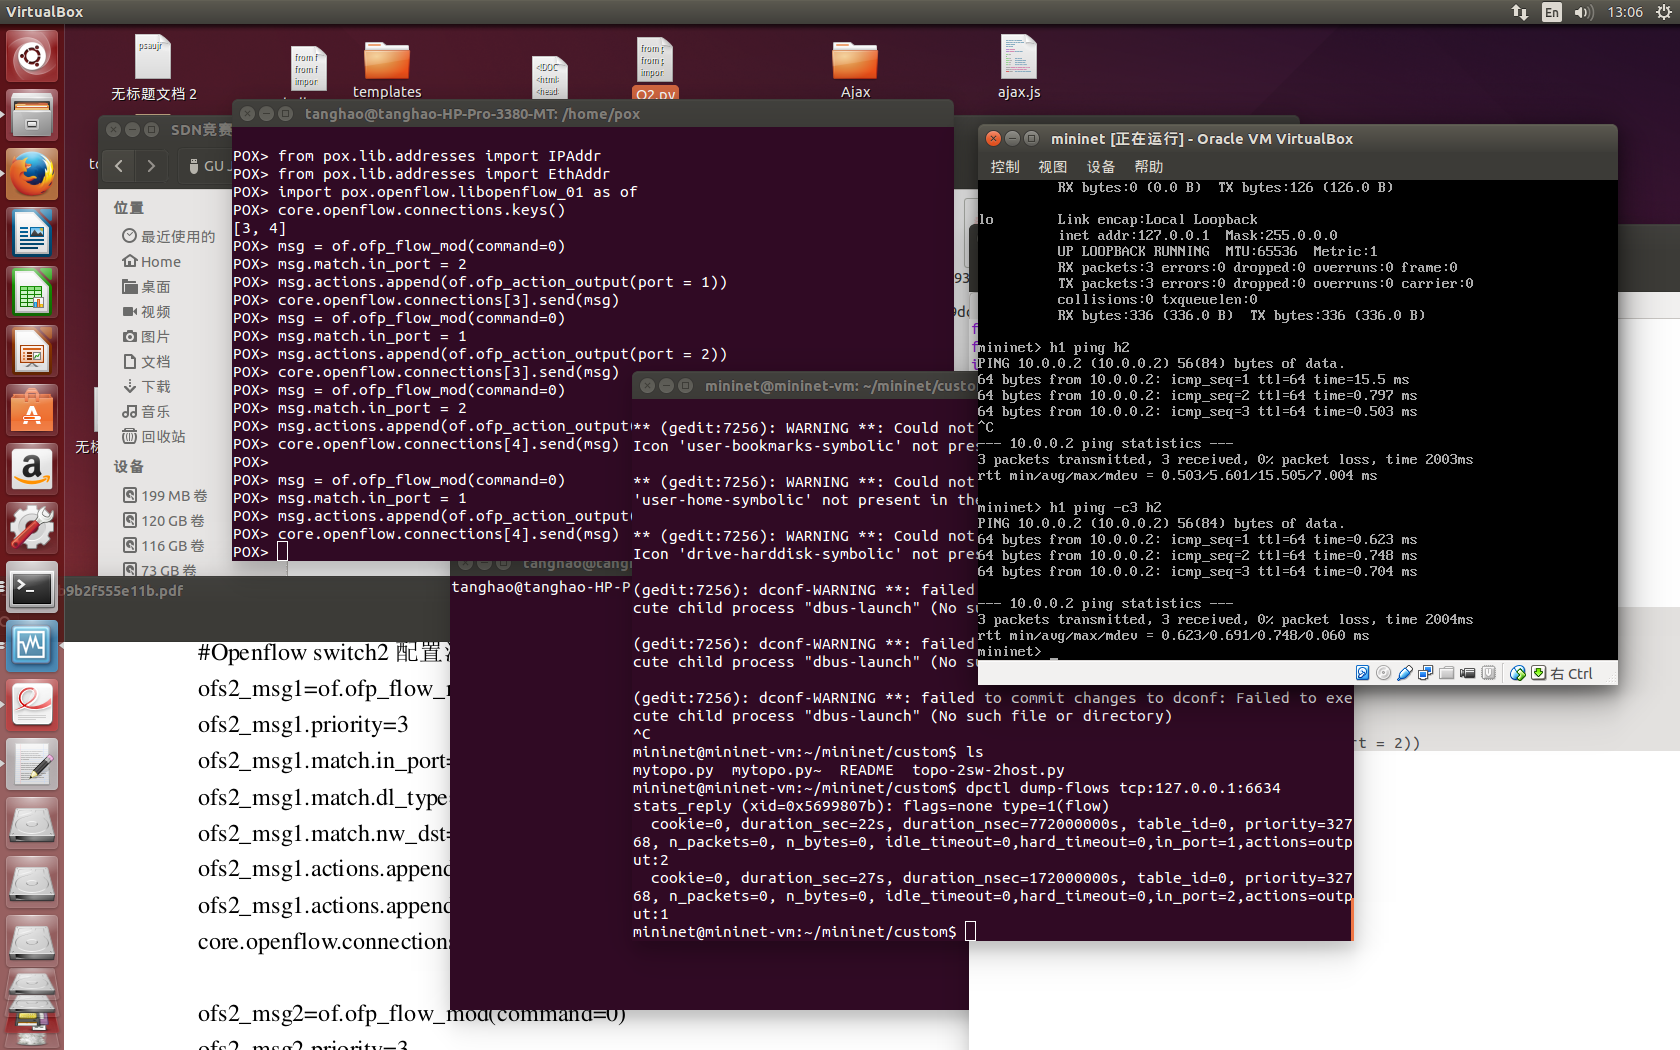 VirtualBox
En
13:06
psaujr
无标题文档 2
from f
from f
impor
templates
<!DOC
<html>
<head
from f
from f
impor
Q2.py
Ajax
ajax.js
SDN竞赛
GU
位置
最近使用的
Home
桌面
视频
图片
文档
下载
音乐
回收站
设备
199 MB 卷
120 GB 卷
116 GB 卷
73 GB 卷
tanghao@tanghao-HP-Pro-3380-MT: /home/pox
POX> from pox.lib.addresses import IPAddr
POX> from pox.lib.addresses import EthAddr
POX> import pox.openflow.libopenflow_01 as of
POX> core.openflow.connections.keys()
[3, 4]
POX> msg = of.ofp_flow_mod(command=0)
POX> msg.match.in_port = 2
POX> msg.actions.append(of.ofp_action_output(port = 1))
POX> core.openflow.connections[3].send(msg)
POX> msg = of.ofp_flow_mod(command=0)
POX> msg.match.in_port = 1
POX> msg.actions.append(of.ofp_action_output(port = 2))
POX> core.openflow.connections[3].send(msg)
POX> msg = of.ofp_flow_mod(command=0)
POX> msg.match.in_port = 2
POX> msg.actions.append(of.ofp_action_output(
POX> core.openflow.connections[4].send(msg)
POX>
POX> msg = of.ofp_flow_mod(command=0)
POX> msg.match.in_port = 1
POX> msg.actions.append(of.ofp_action_output(
POX> core.openflow.connections[4].send(msg)
POX>
mininet [正在运行] - Oracle VM VirtualBox
控制 视图 设备 帮助
RX bytes:0 (0.0 B)  TX bytes:126 (126.0 B)
lo Link encap:Local Loopback
inet addr:127.0.0.1  Mask:255.0.0.0
UP LOOPBACK RUNNING  MTU:65536  Metric:1
RX packets:3 errors:0 dropped:0 overruns:0 frame:0
TX packets:3 errors:0 dropped:0 overruns:0 carrier:0
collisions:0 txqueuelen:0
RX bytes:336 (336.0 B)  TX bytes:336 (336.0 B)
mininet> h1 ping h2
PING 10.0.0.2 (10.0.0.2) 56(84) bytes of data.
64 bytes from 10.0.0.2: icmp_seq=1 ttl=64 time=15.5 ms
64 bytes from 10.0.0.2: icmp_seq=2 ttl=64 time=0.797 ms
64 bytes from 10.0.0.2: icmp_seq=3 ttl=64 time=0.503 ms
^C
--- 10.0.0.2 ping statistics ---
3 packets transmitted, 3 received, 0% packet loss, time 2003ms
rtt min/avg/max/mdev = 0.503/5.601/15.505/7.004 ms
mininet> h1 ping -c3 h2
PING 10.0.0.2 (10.0.0.2) 56(84) bytes of data.
64 bytes from 10.0.0.2: icmp_seq=1 ttl=64 time=0.623 ms
64 bytes from 10.0.0.2: icmp_seq=2 ttl=64 time=0.748 ms
64 bytes from 10.0.0.2: icmp_seq=3 ttl=64 time=0.704 ms
--- 10.0.0.2 ping statistics ---
3 packets transmitted, 3 received, 0% packet loss, time 2004ms
rtt min/avg/max/mdev = 0.623/0.691/0.748/0.060 ms
mininet>
右 Ctrl
mininet@mininet-vm: ~/mininet/custo
** (gedit:7256): WARNING **: Could not
Icon 'user-bookmarks-symbolic' not pres
** (gedit:7256): WARNING **: Could not
'user-home-symbolic' not present in the
** (gedit:7256): WARNING **: Could not
Icon 'drive-harddisk-symbolic' not pres
(gedit:7256): dconf-WARNING **: failed
cute child process "dbus-launch" (No su
(gedit:7256): dconf-WARNING **: failed
cute child process "dbus-launch" (No su
(gedit:7256): dconf-WARNING **: failed to commit changes to dconf: Failed to exe
cute child process "dbus-launch" (No such file or directory)
^C
mininet@mininet-vm:~/mininet/custom$ ls
mytopo.py  mytopo.py~  README  topo-2sw-2host.py
mininet@mininet-vm:~/mininet/custom$ dpctl dump-flows tcp:127.0.0.1:6634
stats_reply (xid=0x5699807b): flags=none type=1(flow)
cookie=0, duration_sec=22s, duration_nsec=772000000s, table_id=0, priority=327
68, n_packets=0, n_bytes=0, idle_timeout=0,hard_timeout=0,in_port=1,actions=outp
ut:2
cookie=0, duration_sec=27s, duration_nsec=172000000s, table_id=0, priority=327
68, n_packets=0, n_bytes=0, idle_timeout=0,hard_timeout=0,in_port=2,actions=outp
ut:1
mininet@mininet-vm:~/mininet/custom$
tanghao@tang
tanghao@tanghao-HP-P
b9b2f555e11b.pdf
#Openflow switch2 配置
ofs2_msg1=of.ofp_flow_
ofs2_msg1.priority=3
ofs2_msg1.match.in_port=
ofs2_msg1.match.dl_type
ofs2_msg1.match.nw_dst=
ofs2_msg1.actions.append
ofs2_msg1.actions.append
core.openflow.connections
ofs2_msg2=of.ofp_flow_mod(command=0)
ofs2_msg2.priority=3
rt = 2))